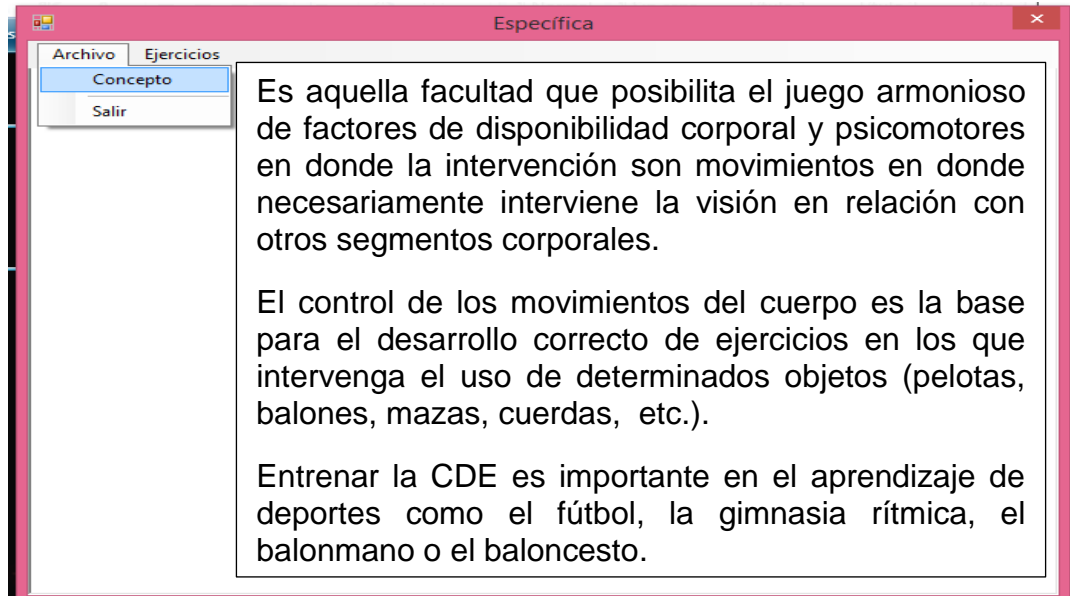 s
Específica
Archivo Ejercicios
Concepto
Salir
Es aquella facultad que posibilita el juego armonioso
de factores de disponibilidad corporal y psicomotores
en donde la intervención son movimientos en donde
necesariamente interviene la visión en relación con
otros segmentos corporales.
El control de los movimientos del cuerpo es la base
para el desarrollo correcto de ejercicios en los que
intervenga el uso de determinados objetos (pelotas,
balones, mazas, cuerdas, etc.).
Entrenar la CDE es importante en el aprendizaje de
deportes como el fútbol, la gimnasia rítmica, el
balonmano o el baloncesto.